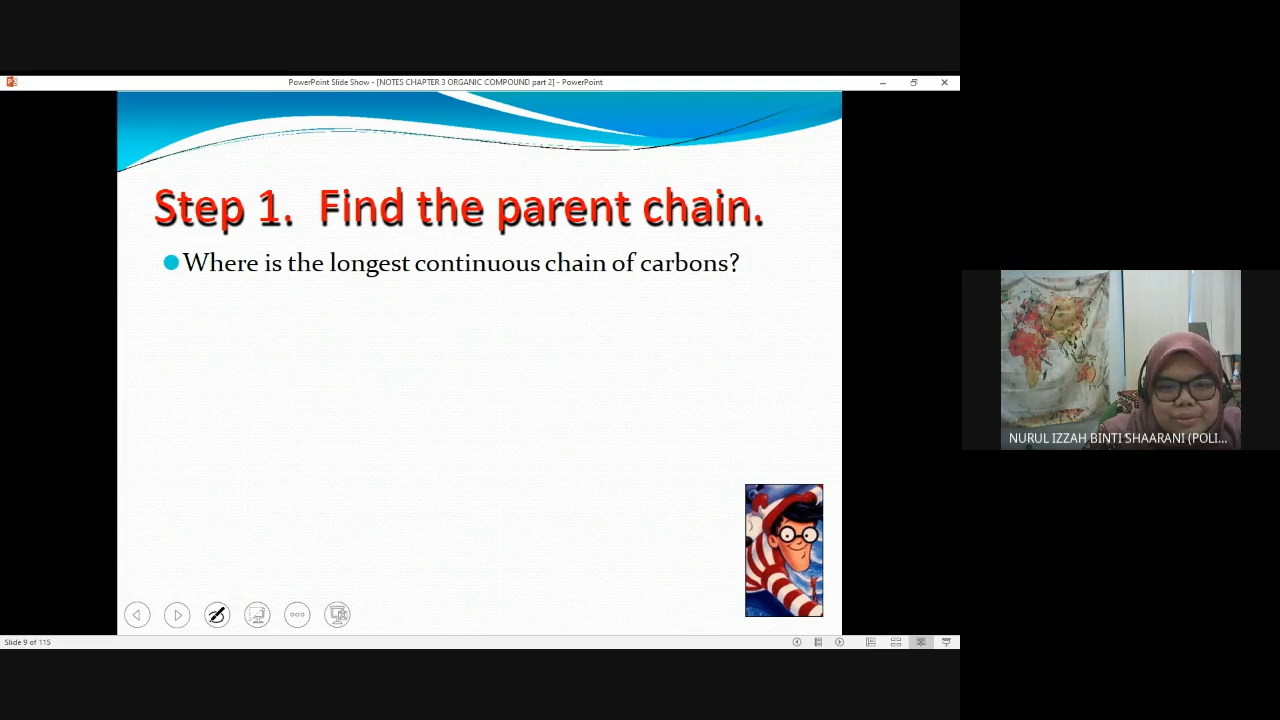 PowerPoint Slide Show - [NOTES CHAPTER 3 ORGANIC COMPOUND part 2] - PowerPoint
Step 1. Find the parent chain.
Where is the longest continuous chain of carbons?
NURUL IZZAH BINTI SHAARANI (POLI...
Slide 9 of 115